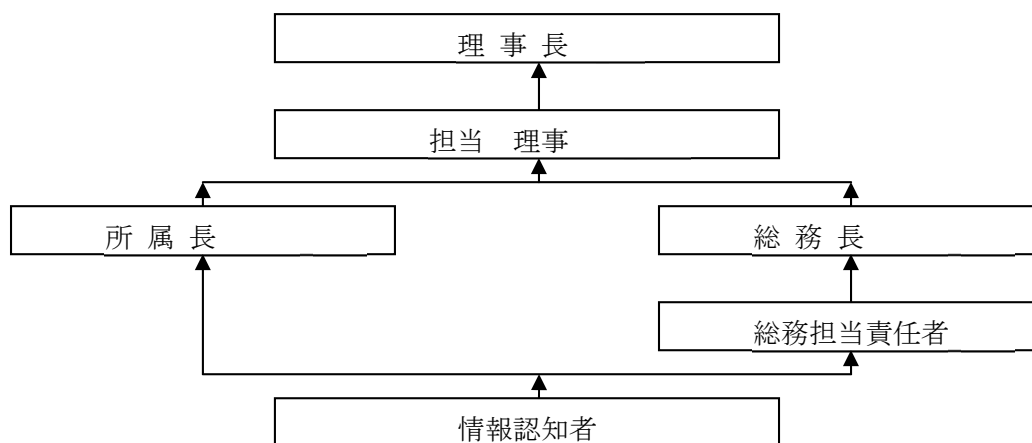 理 事 長
担当　理事
所 属 長
総 務 長
総務担当責任者
情報認知者